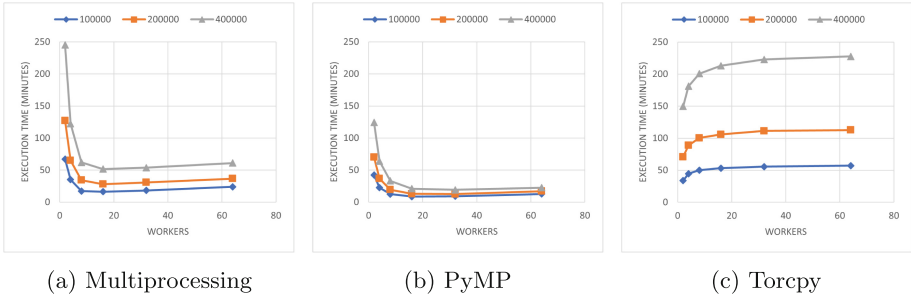 100000 200000 400000
250
200
150
100
50
0
0 20 40 60 80
EXECUTION TIME (MINUTES)
WORKERS
(a) Multiprocessing
100000 200000 400000
250
200
150
100
50
0
0 20 40 60 80
EXECUTION TIME (MINUTES)
WORKERS
(b) PyMP
100000 200000 400000
250
200
150
100
50
0
0 20 40 60 80
EXECUTION TIME (MINUTES)
WORKERS
(c) Torcpy